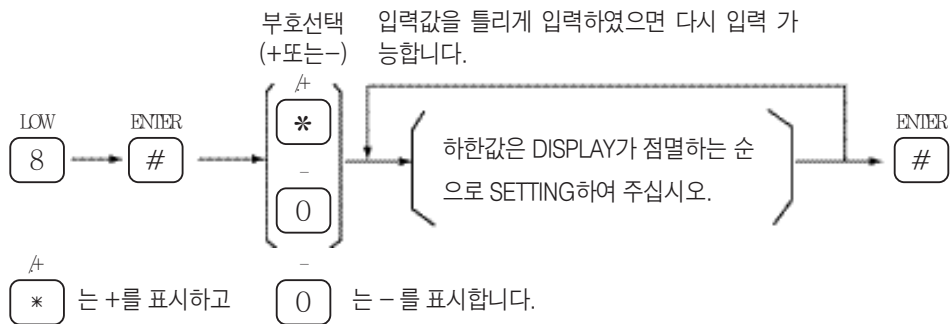 부호선택
(+또는−)
입력값을 틀리게 입력하였으면 다시 입력 가
능합니다.
/+
*
LOW
8
ENTER
#
−
0
하한값은 DISPLAY가 점멸하는 순
으로 SETTING하여 주십시오.
ENTER
#
/+
* 는 +를 표시하고
−
0 는 − 를 표시합니다.